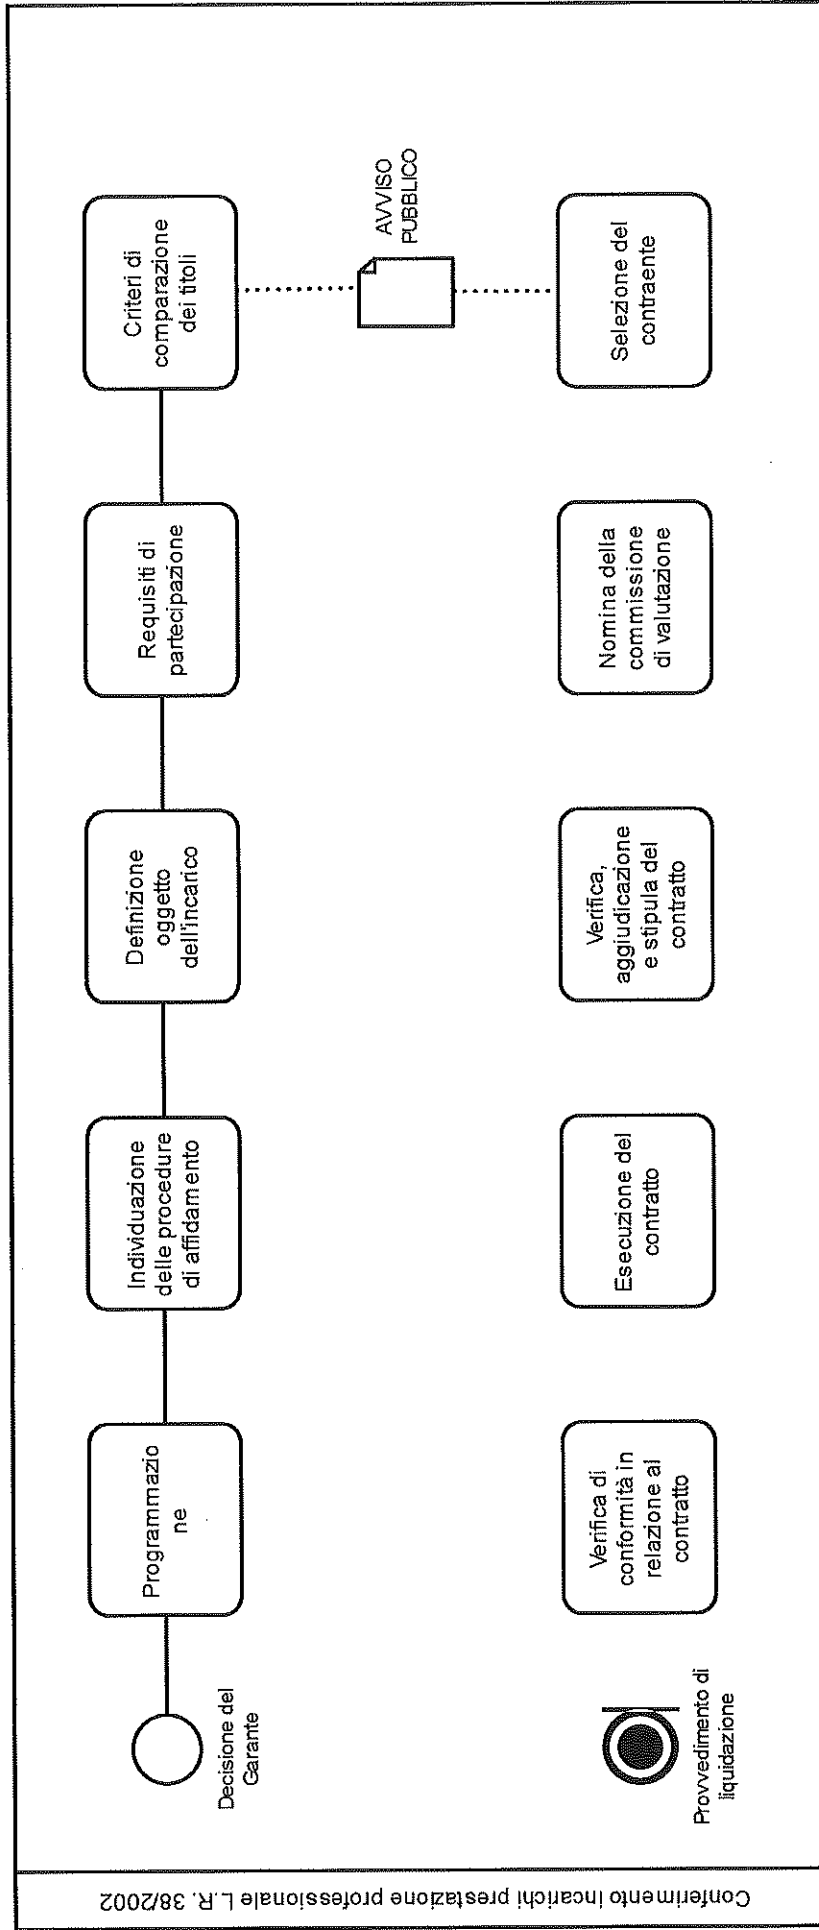 Conferimento Incarichi prestazione professionale L.R. 38/2002
Decisione del
Garante
Programmazio
ne
Individuazione
delle procedure
di affidamento
Definizione
oggetto
dell'incarico
Requisiti di
partecipazione
Criteri di
comparazione
dei titoli
AVVISO
PUBBLICO
Selezione del
contraente
Nomina della
commissione
di valutazione
Verifica,
aggiudicazione
e stipula del
contratto
Esecuzione del
contratto
Verifica di
conformità in
relazione al
contratto
Provvedimento di
liquidazione